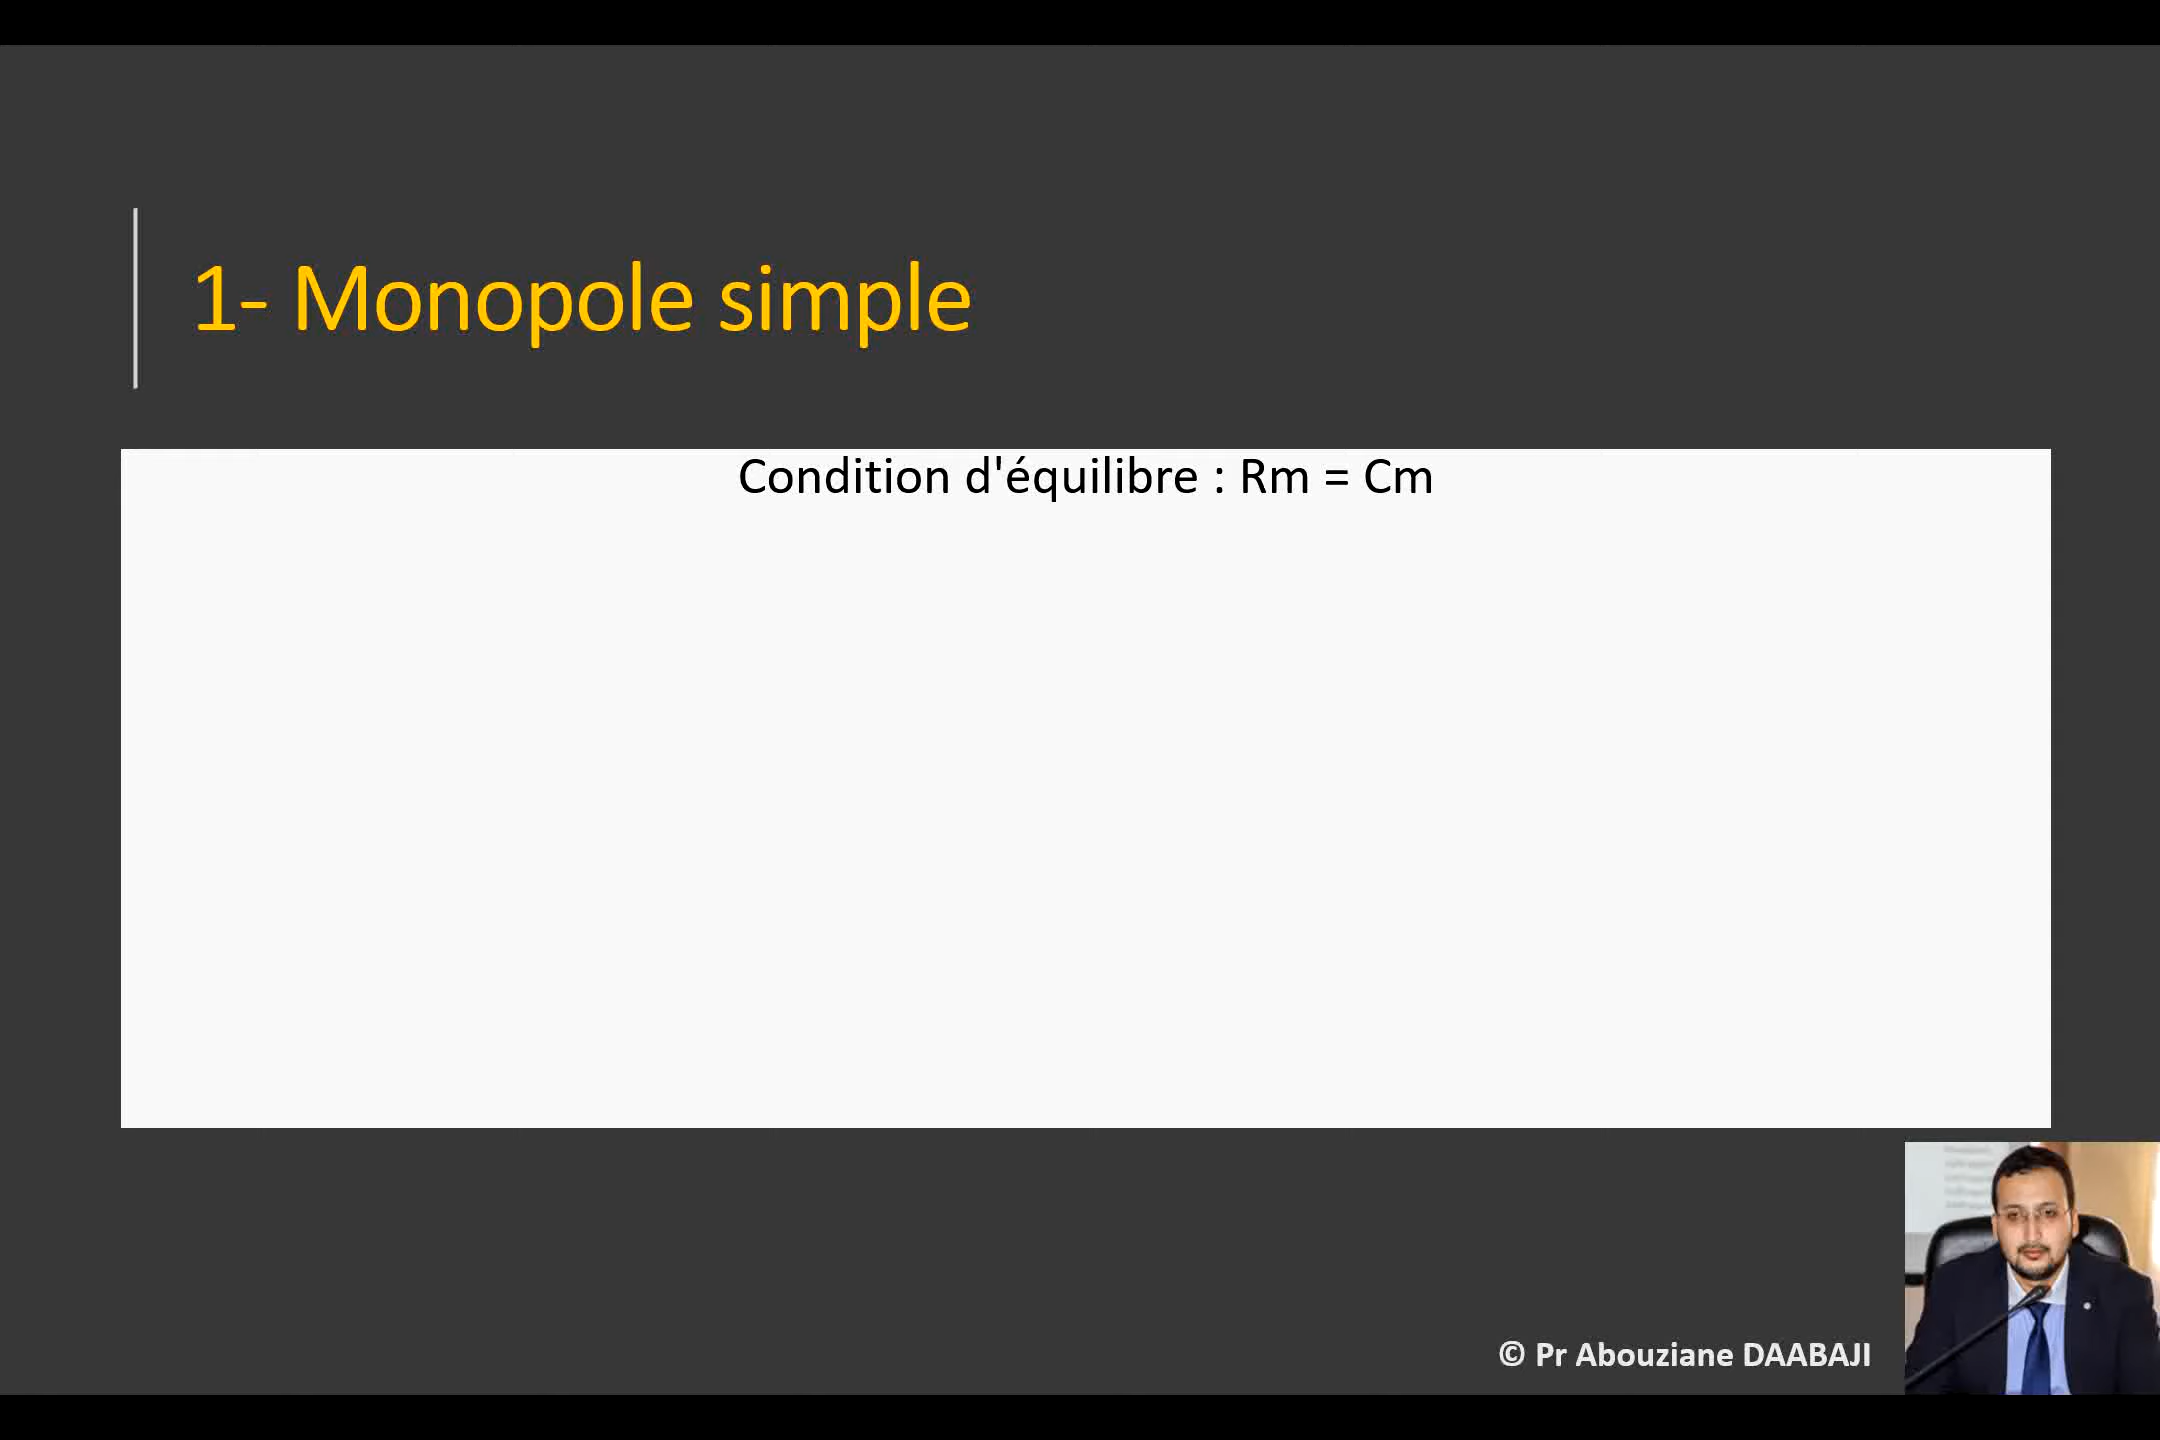 1- Monopole simple
Condition d'équilibre : Rm = Cm
© Pr Abouziane DAABAJI